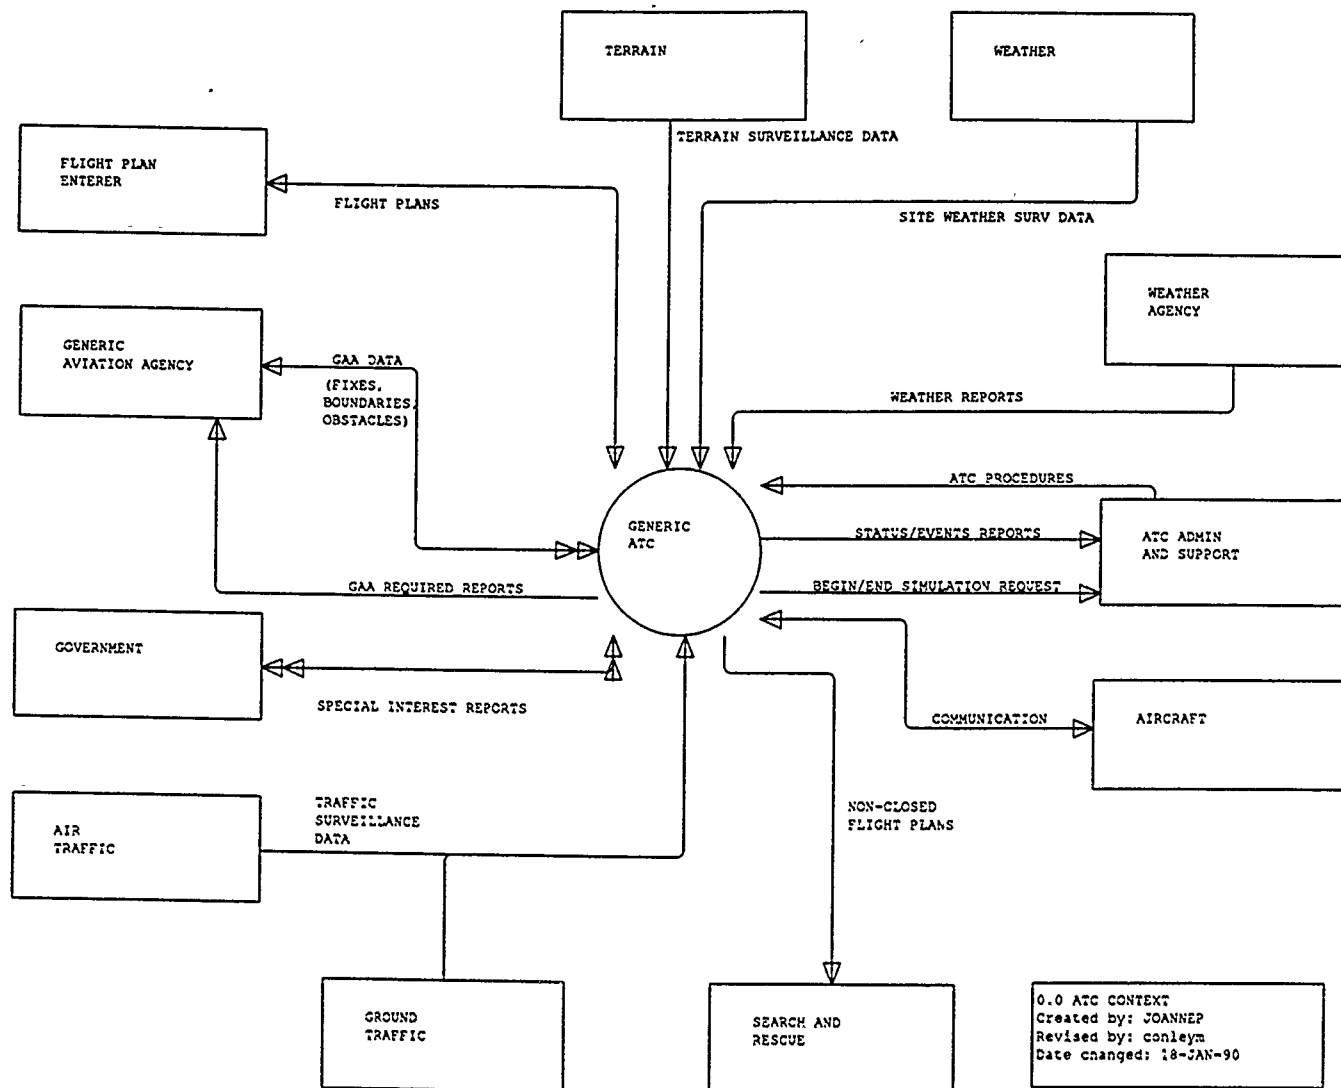 TERRAIN
WEATHER
TERRAIN SURVEILLANCE DATA
FLIGHT PLAN
ENTERER
FLIGHT PLANS
SITE WEATHER SURV DATA
WEATHER
AGENCY
GENERIC
AVIATION AGENCY
GAA DATA
(FIXES,
BOUNDARIES,
OBSTACLES)
WEATHER REPORTS
ATC PROCEDURES
GENERIC
ATC
STATUS/EVENTS REPORTS
ATC ADMIN
AND SUPPORT
GAA REQUIRED REPORTS
BEGIN/END SIMULATION REQUEST
GOVERNMENT
SPECIAL INTEREST REPORTS
COMMUNICATION
AIRCRAFT
AIR
TRAFFIC
TRAFFIC
SURVEILLANCE
DATA
NON-CLOSED
FLIGHT PLANS
GROUND
TRAFFIC
SEARCH AND
RESCUE
0.0 ATC CONTEXT
Created by: JOANNEP
Revised by: conleym
Date changed: 18-JAN-90